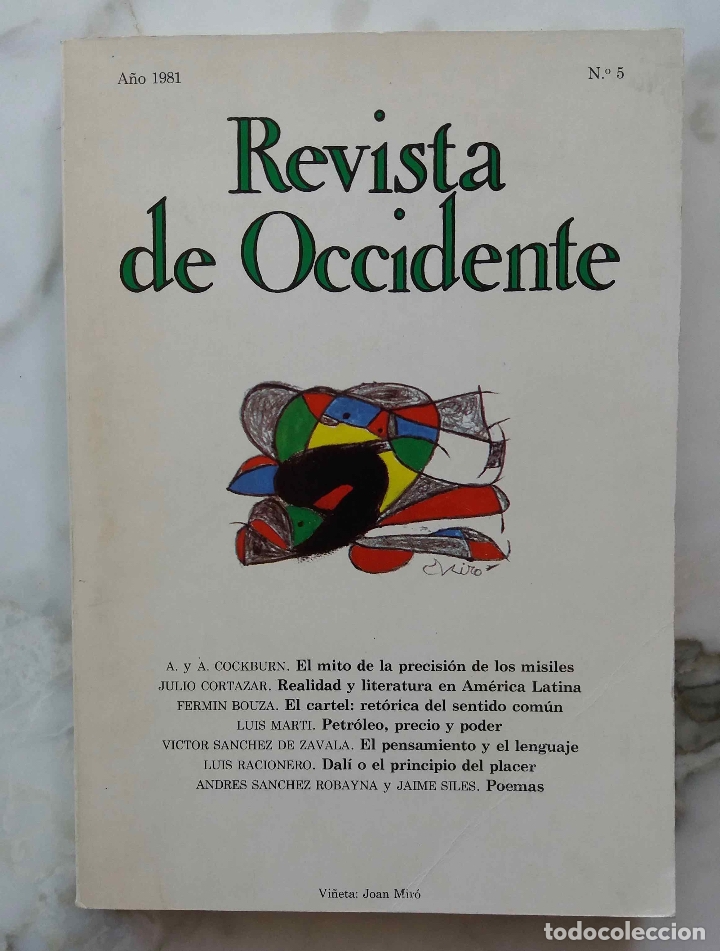 Año 1981 N.º 5
Revista
de Occidente
Miró
A. y A. COCKBURN. El mito de la precisión de los misiles
JULIO CORTAZAR. Realidad y literatura en América Latina
FERMIN BOUZA. El cartel: retórica del sentido común
LUIS MARTI. Petróleo, precio y poder
VICTOR SANCHEZ DE ZAVALA. El pensamiento y el lenguaje
LUIS RACIONERO. Dalí o el principio del placer
ANDRES SANCHEZ ROBAYNA y JAIME SILES. Poemas
Viñeta: Joan Miró
todocoleccion